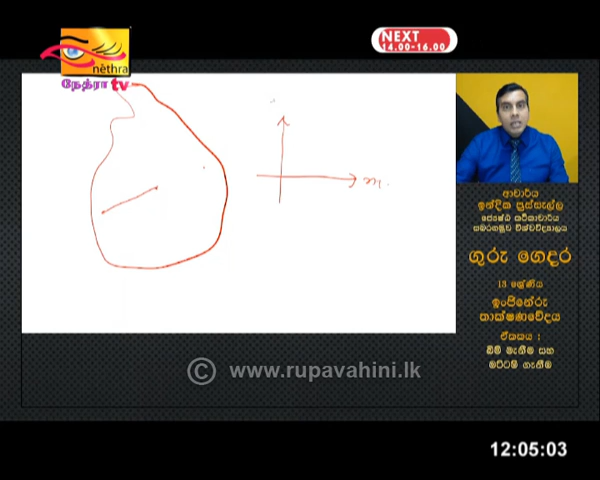 NEXT
14.00-16.00
nethra
நேத்ரா tv
m.
ආචාර්ය
ඉන්දික පුස්සැල්ල
ජ්‍යෙෂ්ඨ කථිකාචාර්ය
සබරගමුව විශ්වවිද්‍යාලය
ගුරු ගෙදර
13 ශ්‍රේණිය
ඉංජිනේරු
තාක්ෂණවේදය
ඒකකය :
බිම් මැනීම සහ
මට්ටම් ගැනීම
© www.rupavahini.lk
12:05:03